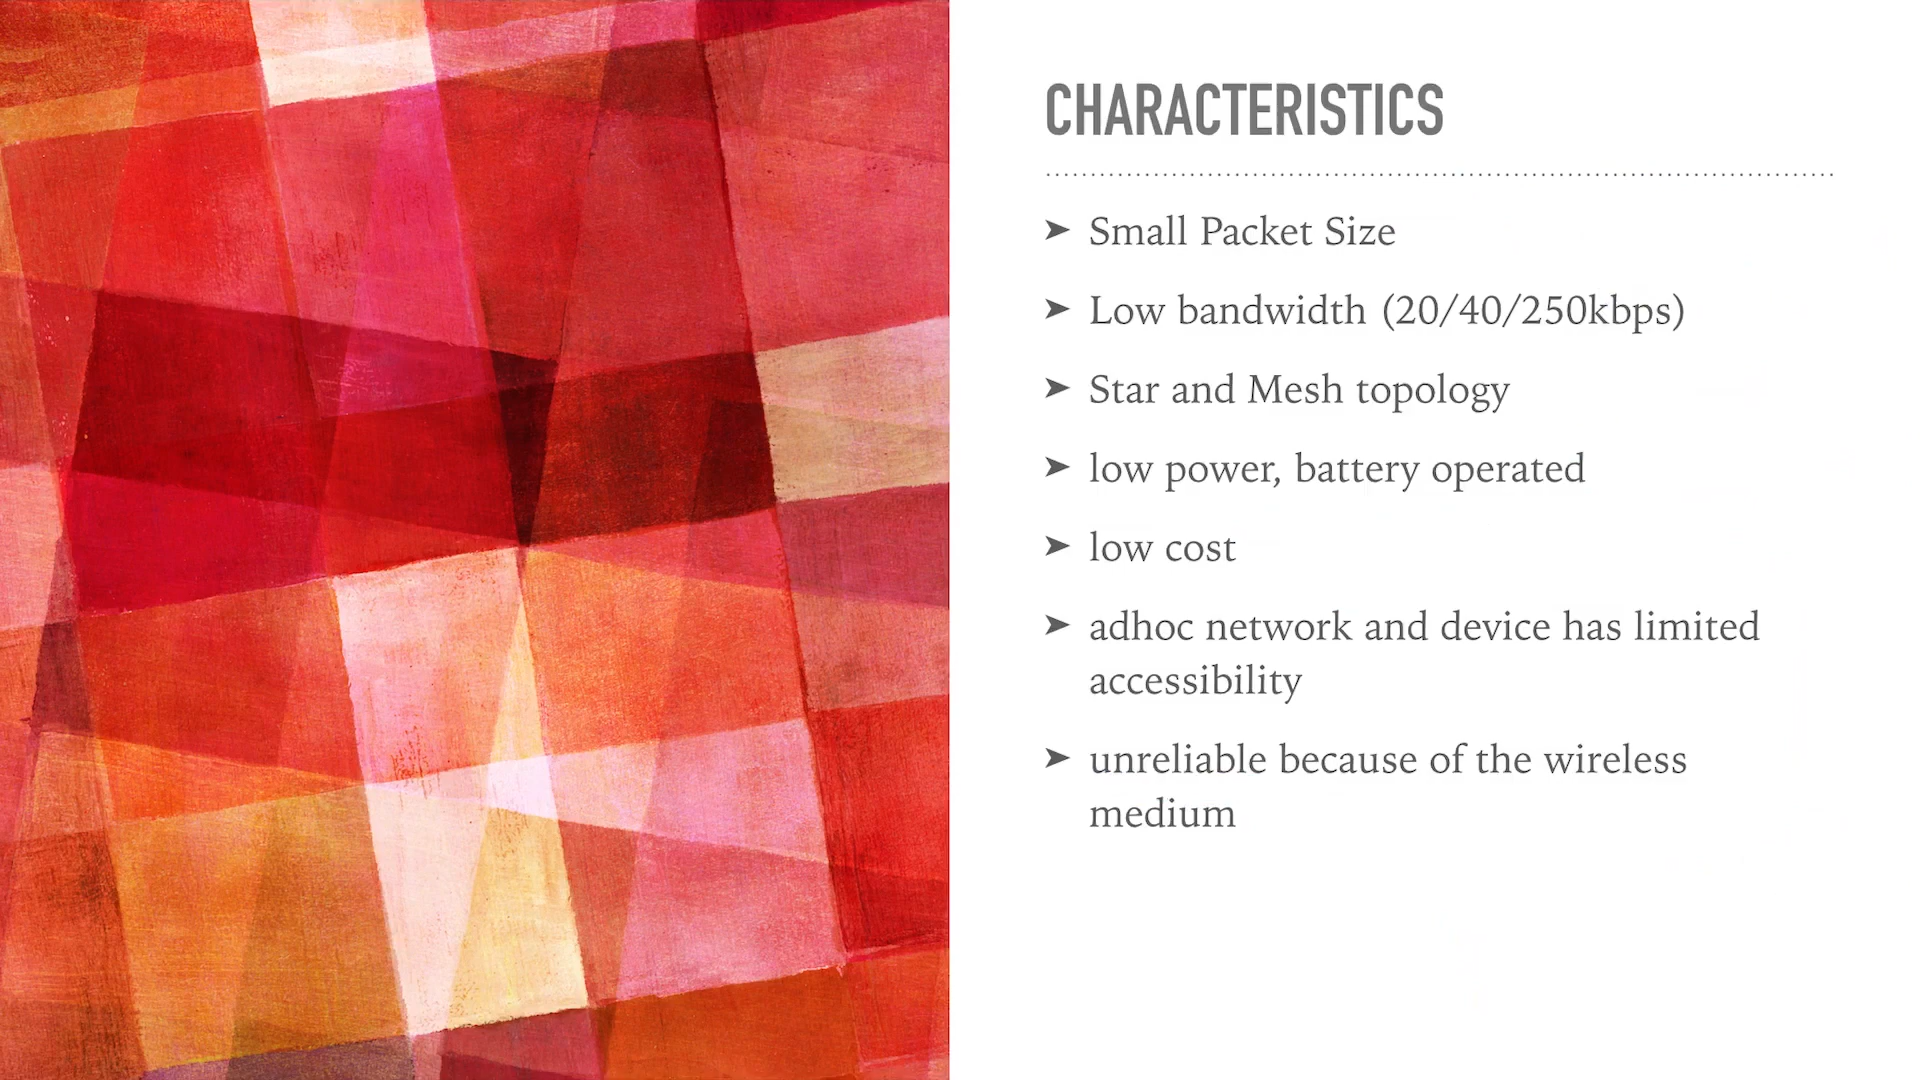 CHARACTERISTICS
➤ Small Packet Size
➤ Low bandwidth (20/40/250kbps)
➤ Star and Mesh topology
➤ low power, battery operated
➤ low cost
➤ adhoc network and device has limited
accessibility
➤ unreliable because of the wireless
medium